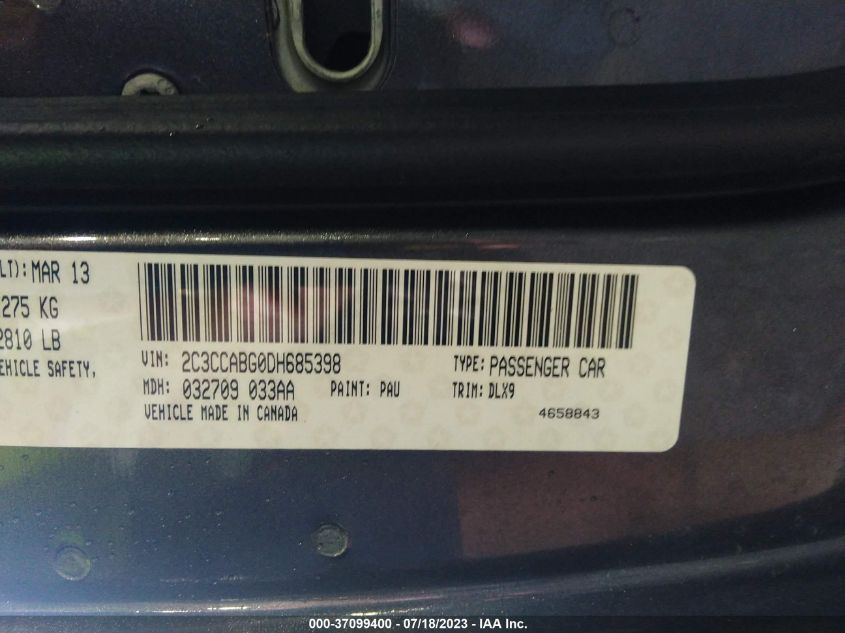 LT): MAR 13
275 KG
2810 LB
EHICLE SAFETY,
VIN: 2C3CCABG0DH685398 TYPE: PASSENGER CAR
MDH: 032709 033AA PAINT: PAU TRIM: DLX9
VEHICLE MADE IN CANADA 4658843
000-37099400 - 07/18/2023 - IAA Inc.